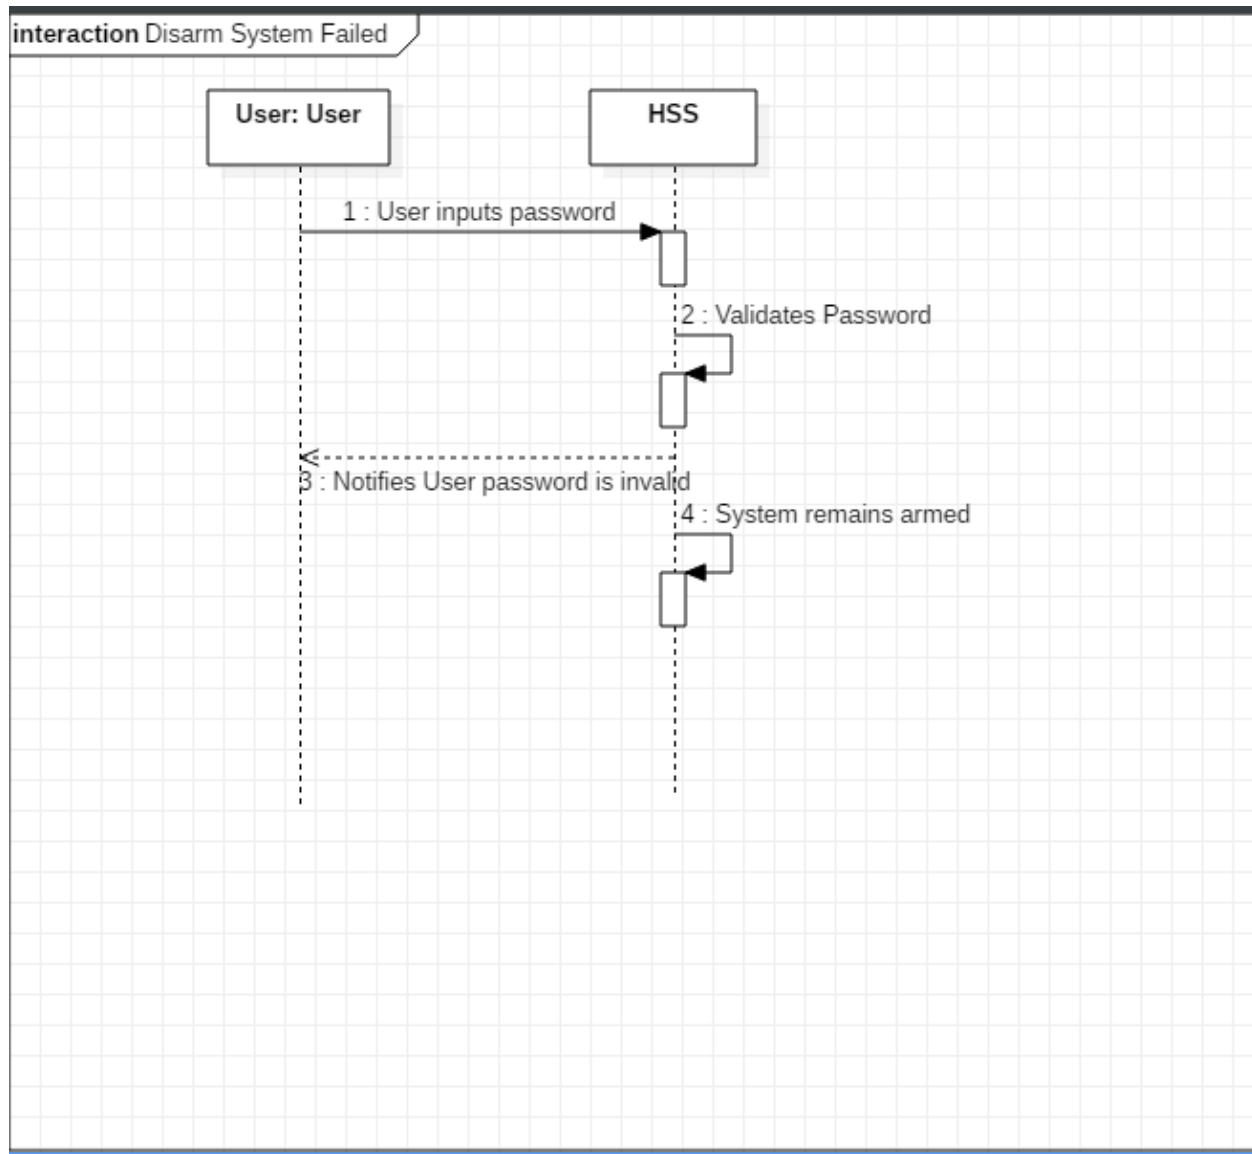 interaction Disarm System Failed
User: User
HSS
1 : User inputs password
2 : Validates Password
3 : Notifies User password is invalid
4 : System remains armed